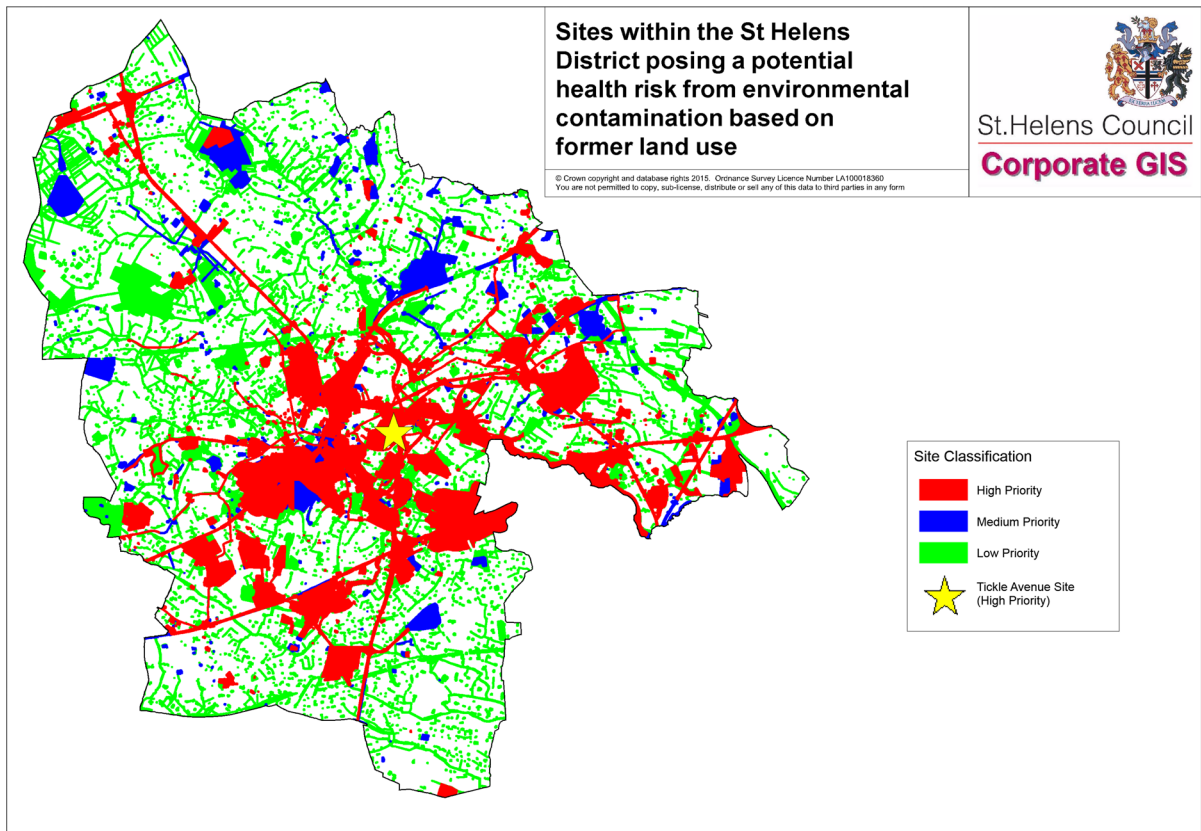 Sites within the St Helens
District posing a potential
health risk from environmental
contamination based on
former land use
© Crown copyright and database rights 2015. Ordnance Survey Licence Number LA100018360
You are not permitted to copy, sub-license, distribute or sell any of this data to third parties in any form
St.Helens Council
Corporate GIS
Site Classification
High Priority
Medium Priority
Low Priority
Tickle Avenue Site
(High Priority)